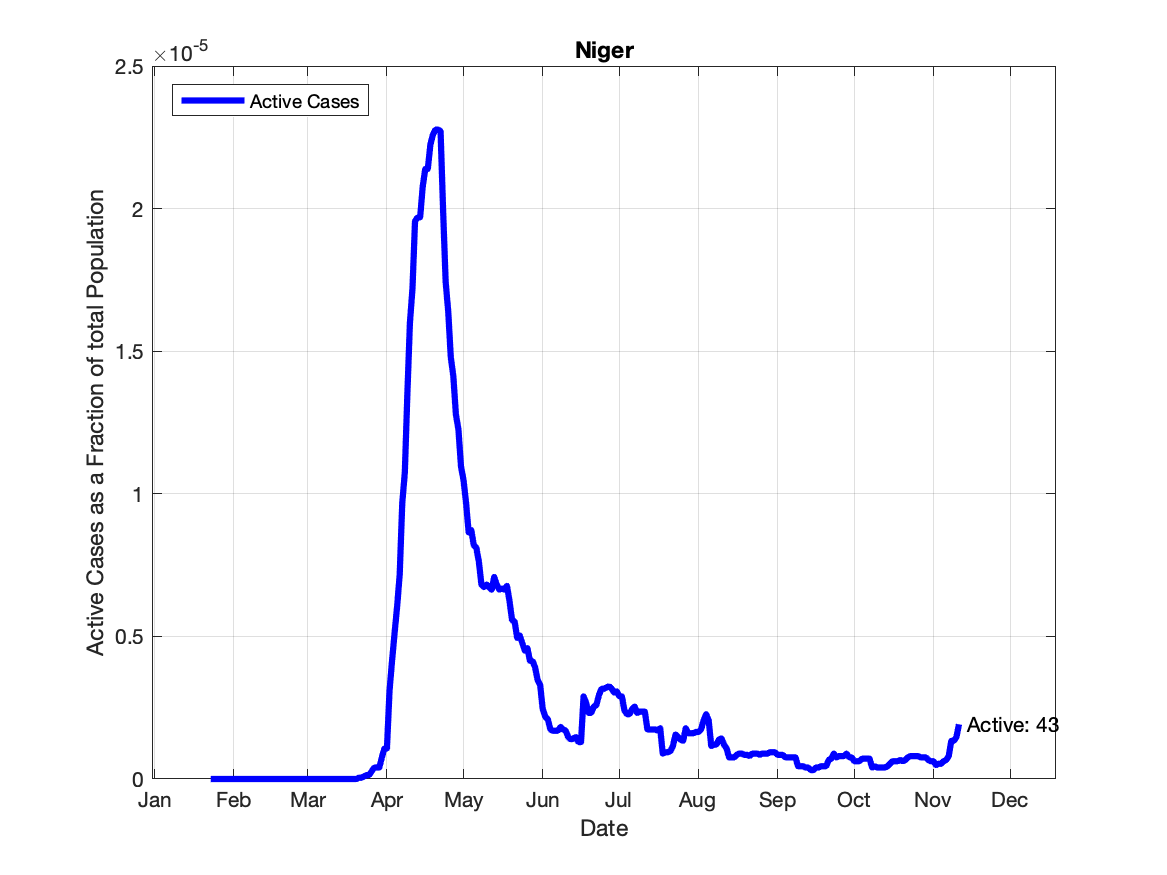 Niger
×10-5
2.5
2
1.5
1
0.5
0
Active Cases
Active Cases as a Fraction of total Population
Active: 43
Jan Feb Mar Apr May Jun Jul Aug Sep Oct Nov Dec
Date